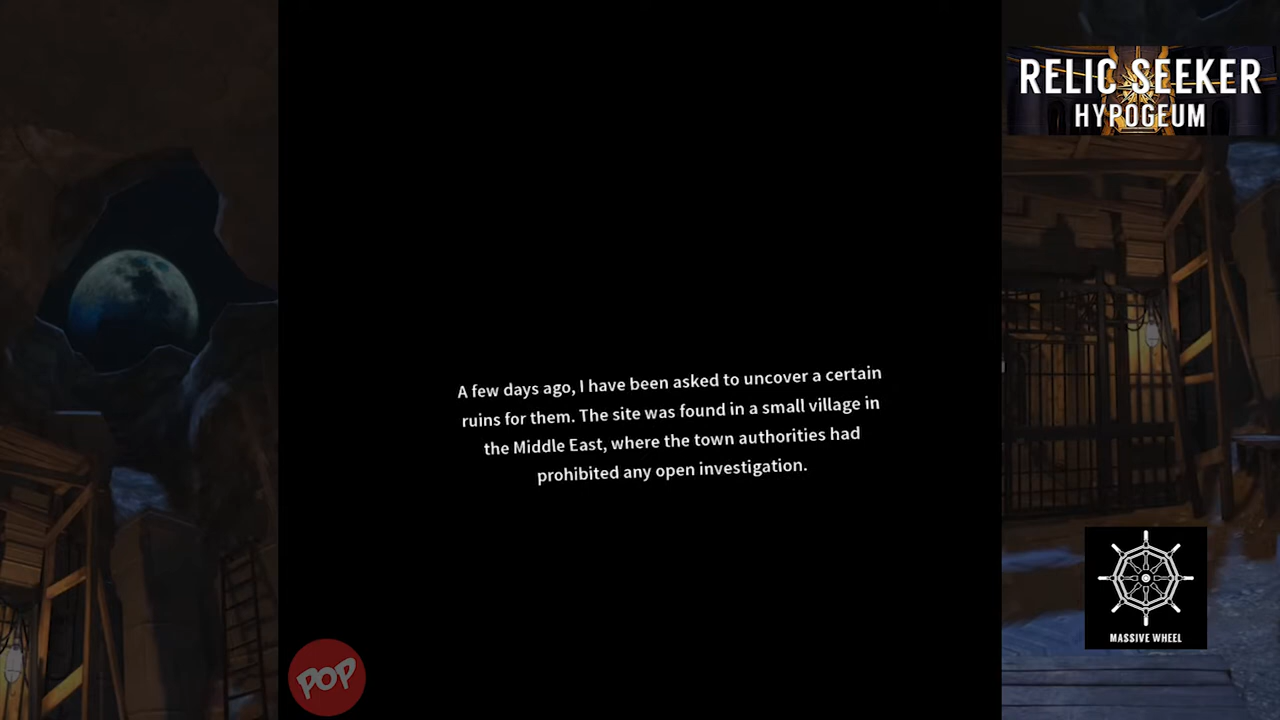 RELIC SEEKER
HYPOGEUM
A few days ago, I have been asked to uncover a certain
ruins for them. The site was found in a small village in
the Middle East, where the town authorities had
prohibited any open investigation.
MASSIVE WHEEL
POP